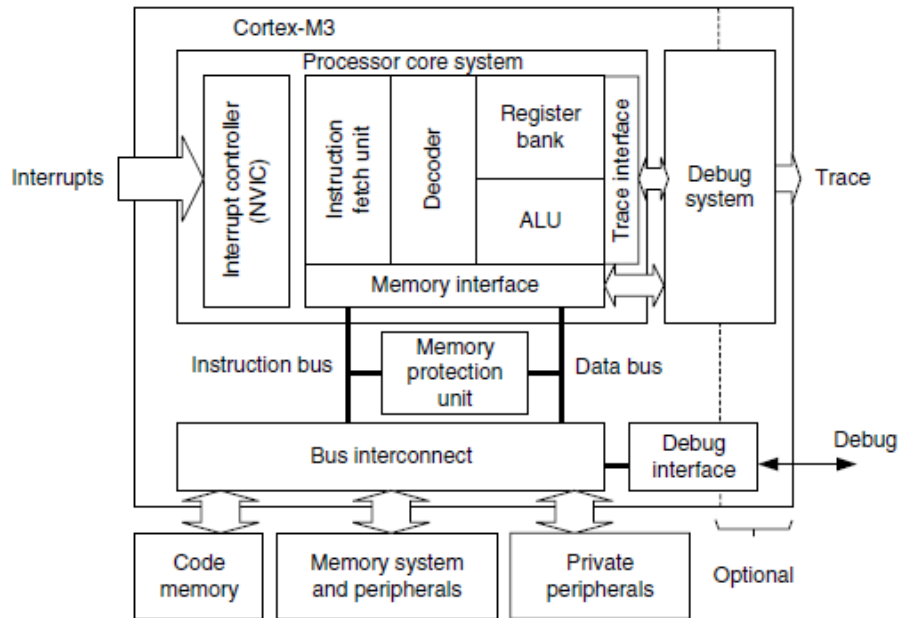 Cortex-M3
Processor core system
Interrupts
Interrupt controller
(NVIC)
Instruction
fetch unit
Decoder
Register
bank
ALU
Trace interface
Memory interface
Debug
system
Trace
Instruction bus
Memory
protection
unit
Data bus
Bus interconnect
Debug
interface
Debug
Code
memory
Memory system
and peripherals
Private
peripherals
Optional